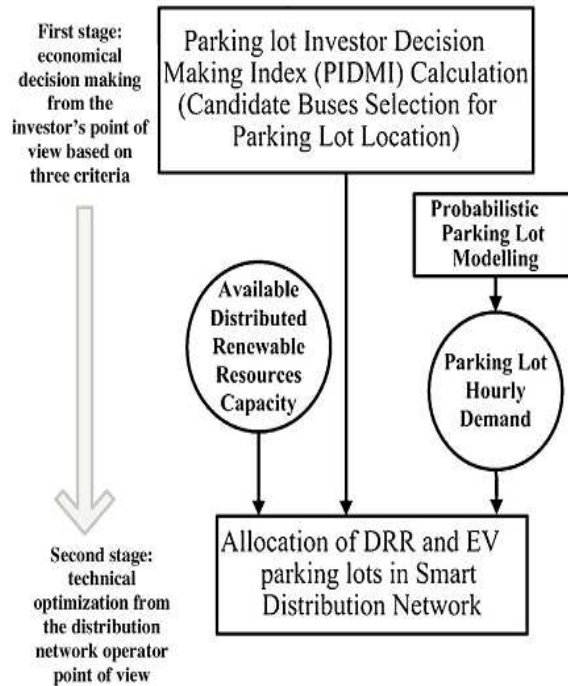 First stage:
economical
decision making
from the
investor's point of
view based on
three criteria
Parking lot Investor Decision
Making Index (PIDMI) Calculation
(Candidate Buses Selection for
Parking Lot Location)
Probabilistic
Parking Lot
Modelling
Available
Distributed
Renewable
Resources
Capacity
Parking Lot
Hourly
Demand
Second stage:
technical
optimization from
the distribution
network operator
point of view
Allocation of DRR and EV
parking lots in Smart
Distribution Network